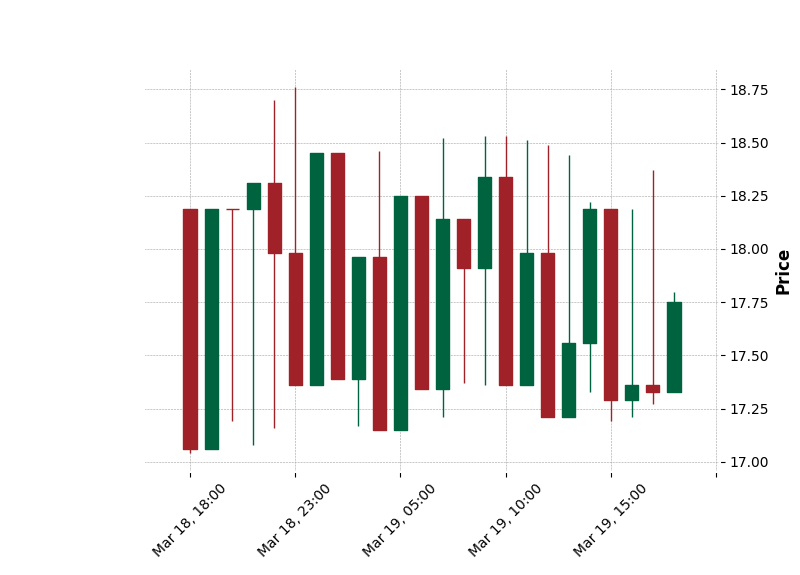 18.75
18.50
18.25
18.00
17.75
17.50
17.25
17.00
Price
Mar 18, 18:00
Mar 18, 23:00
Mar 19, 05:00
Mar 19, 10:00
Mar 19, 15:00